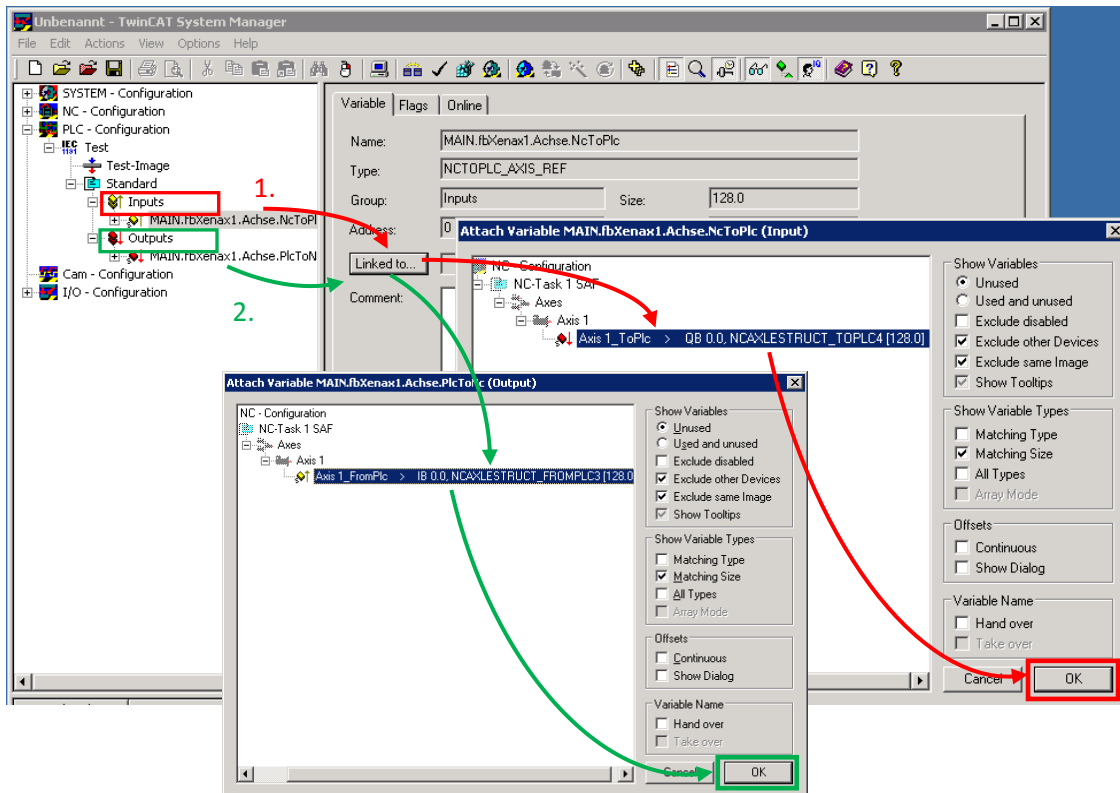 Unbenannt - TwinCAT System Manager
File Edit Actions View Options Help
SYSTEM - Configuration
NC - Configuration
PLC - Configuration
IEC 1131 Test
Test-Image
Standard
Inputs
MAIN.fbXenax1.Achse.NcToPl
Outputs
MAIN.fbXenax1.Achse.PlcToN
Cam - Configuration
I/O - Configuration
1.
2.
Variable Flags Online
Name: MAIN.fbXenax1.Achse.NcToPlc
Type: NCTOPLC_AXIS_REF
Group: Inputs Size: 128.0
Address: 0
Linked to...
Comment:
Attach Variable MAIN.fbXenax1.Achse.NcToPlc (Input)
NC - Configuration
NC-Task 1 SAF
Axes
Axis 1
Axis 1_ToPlc > QB 0.0, NCAXLESTRUCT_TOPLC4 [128.0]
Show Variables
Unused
Used and unused
Exclude disabled
Exclude other Devices
Exclude same Image
Show Tooltips
Show Variable Types
Matching Type
Matching Size
All Types
Array Mode
Offsets
Continuous
Show Dialog
Variable Name
Hand over
Take over
Cancel OK
Attach Variable MAIN.fbXenax1.Achse.PlcToNc (Output)
NC - Configuration
NC-Task 1 SAF
Axes
Axis 1
Axis 1_FromPlc > IB 0.0, NCAXLESTRUCT_FROMPLC3 [128.0
Show Variables
Unused
Used and unused
Exclude disabled
Exclude other Devices
Exclude same Image
Show Tooltips
Show Variable Types
Matching Type
Matching Size
All Types
Array Mode
Offsets
Continuous
Show Dialog
Variable Name
Hand over
Take over
Cancel OK